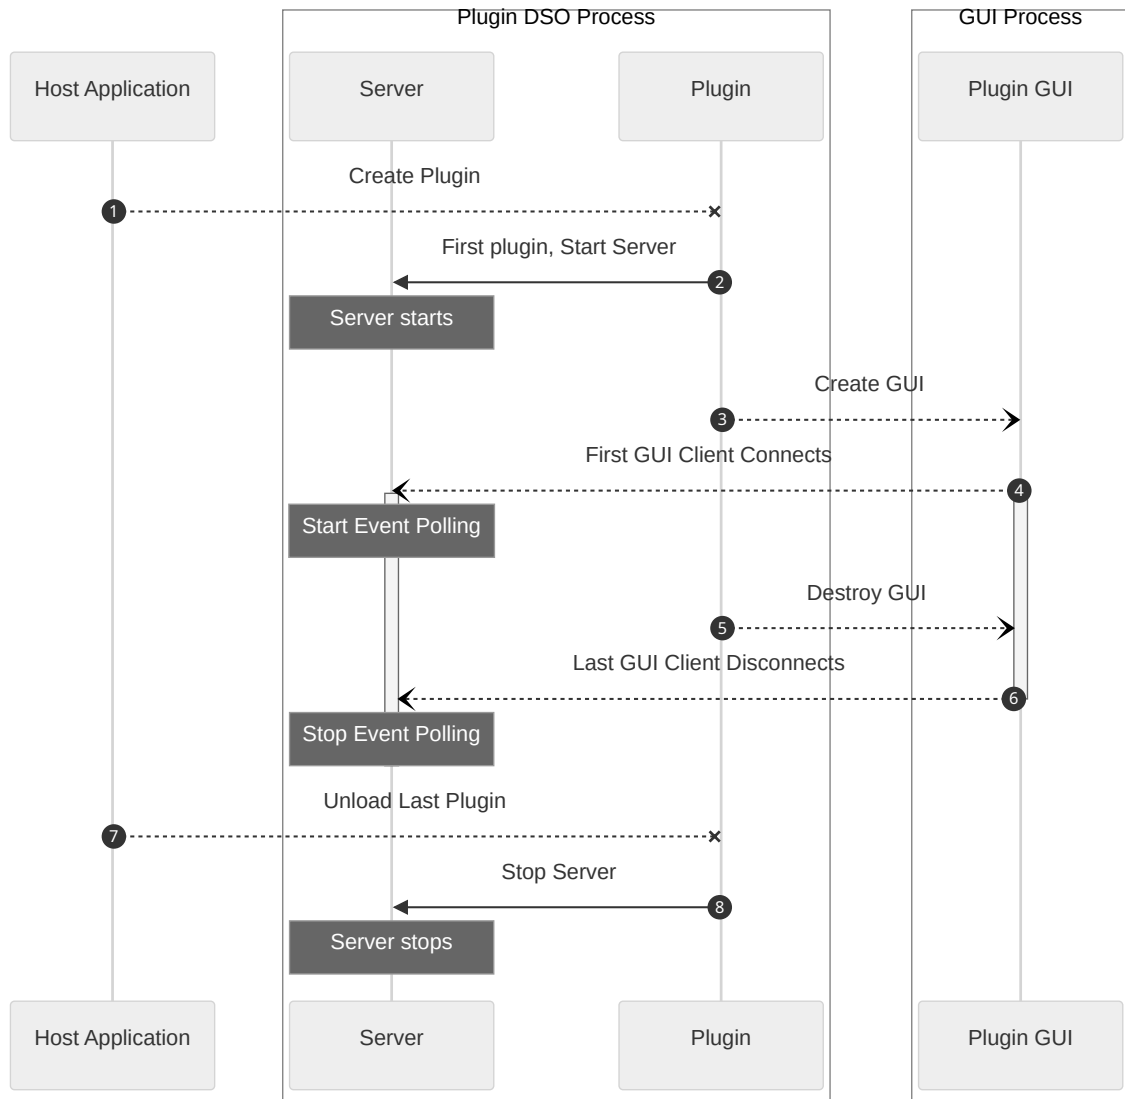 Plugin DSO Process
GUI Process
Host Application
Server
Plugin
Plugin GUI
Create Plugin
1
First plugin, Start Server
2
Server starts
Create GUI
3
First GUI Client Connects
4
Start Event Polling
Destroy GUI
5
Last GUI Client Disconnects
6
Stop Event Polling
Unload Last Plugin
7
Stop Server
8
Server stops
Host Application
Server
Plugin
Plugin GUI